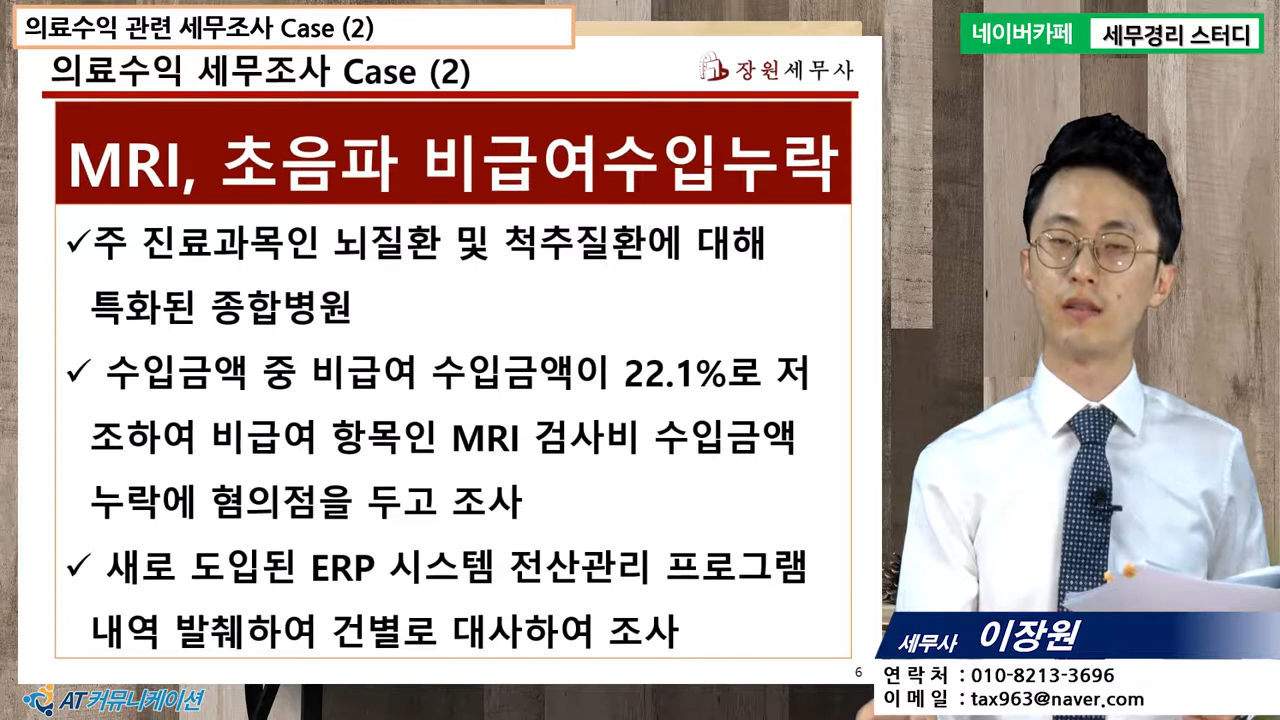 의료수익 관련 세무조사 Case (2)
네이버카페 세무경리 스터디
의료수익 세무조사 Case (2)
장원세무사
MRI, 초음파 비급여수입누락
✓주 진료과목인 뇌질환 및 척추질환에 대해
특화된 종합병원
✓ 수입금액 중 비급여 수입금액이 22.1%로 저
조하여 비급여 항목인 MRI 검사비 수입금액
누락에 혐의점을 두고 조사
✓ 새로 도입된 ERP 시스템 전산관리 프로그램
내역 발췌하여 건별로 대사하여 조사
6
세무사 이장원
연락처 : 010-8213-3696
이메일 : tax963@naver.com
AT커뮤니케이션